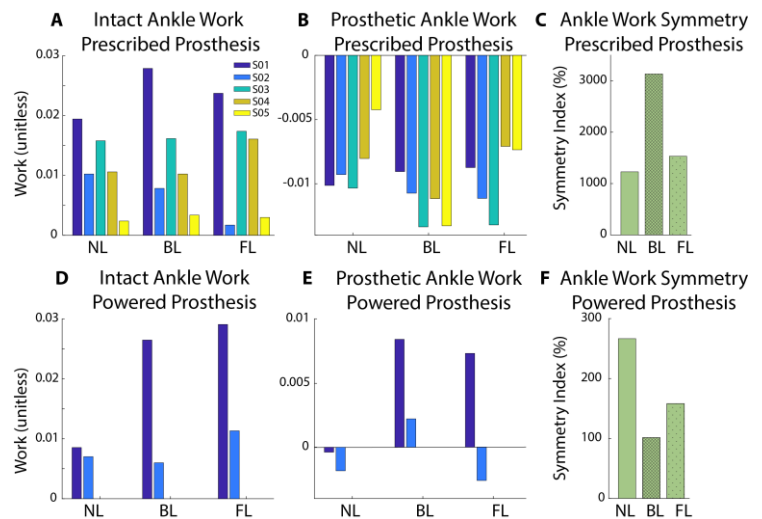 A Intact Ankle Work
Prescribed Prosthesis
B Prosthetic Ankle Work
Prescribed Prosthesis
C Ankle Work Symmetry
Prescribed Prosthesis
Work (unitless)
0.03
0.02
0.01
0
S01
S02
S03
S04
S05
NL BL FL
0
-0.005
-0.01
NL BL FL
Symmetry Index (%)
3000
2000
1000
0
NL BL FL
D Intact Ankle Work
Powered Prosthesis
E Prosthetic Ankle Work
Powered Prosthesis
F Ankle Work Symmetry
Powered Prosthesis
Work (unitless)
0.03
0.03
0.01
0
NL BL FL
0.01
0.005
0
NL BL FL
Symmetry Index (%)
300
200
100
0
NL BL FL